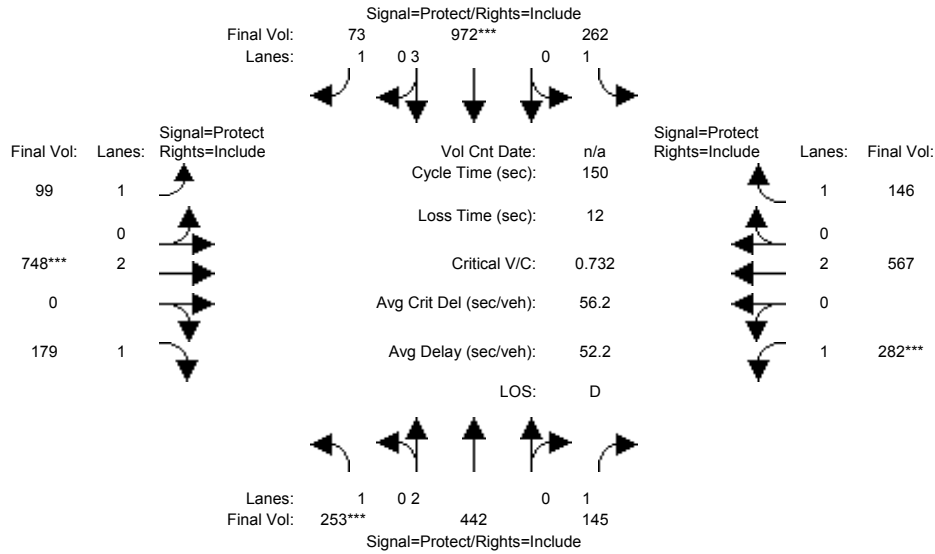 Signal=Protect/Rights=Include
Final Vol: 73 972*** 262
Lanes: 1 0 3 0 1
Signal=Protect Signal=Protect
Final Vol: Lanes: Rights=Include Vol Cnt Date: n/a Rights=Include Lanes: Final Vol:
Cycle Time (sec): 150
99 1 1 146
Loss Time (sec): 12
0 0
748*** 2 Critical V/C: 0.732 2 567
0 Avg Crit Del (sec/veh): 56.2 0
179 1 Avg Delay (sec/veh): 52.2 1 282***
LOS: D
Lanes: 1 0 2 0 1
Final Vol: 253*** 442 145
Signal=Protect/Rights=Include